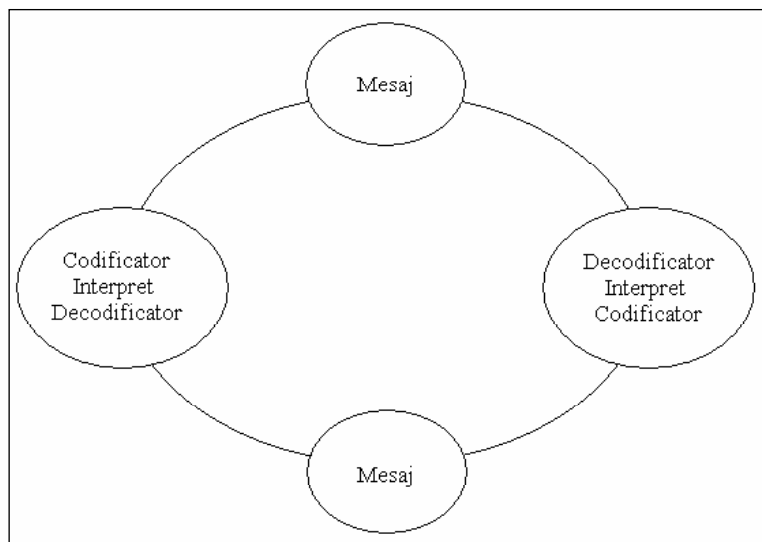 Mesaj
Codificator
Interpret
Decodificator
Decodificator
Interpret
Codificator
Mesaj